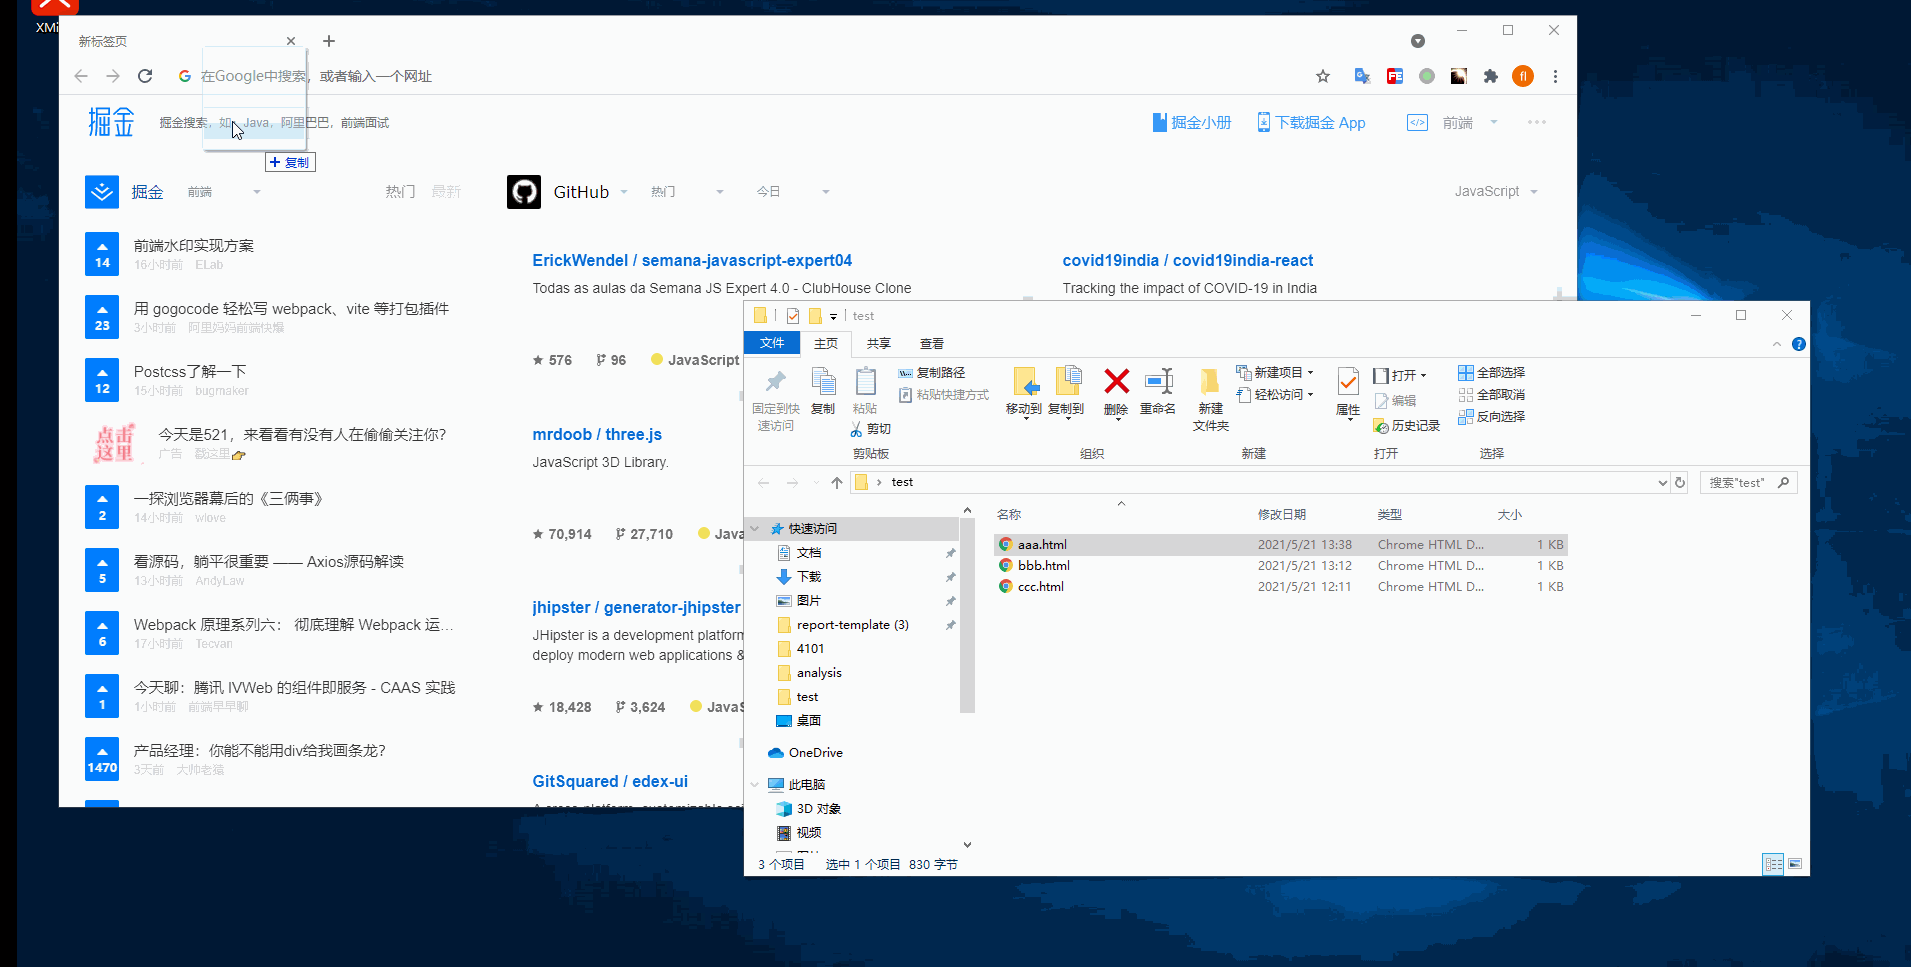 XMi
新标签页
在Google中搜索，或者输入一个网址
FE
fl
掘金
掘金搜索，如：Java，阿里巴巴，前端面试
掘金小册
下载掘金 App
前端
+ 复制
掘金
前端
热门
最新
GitHub
热门
今日
JavaScript
14
前端水印实现方案
16小时前 ELab
23
用 gogocode 轻松写 webpack、vite 等打包插件
3小时前 阿里妈妈前端快爆
12
Postcss了解一下
15小时前 bugmaker
点击
这里
今天是521，来看看有没有人在偷偷关注你？
广告 戳这里👉
2
一探浏览器幕后的《三俩事》
14小时前 wlove
5
看源码，躺平很重要 —— Axios源码解读
13小时前 AndyLaw
6
Webpack 原理系列六： 彻底理解 Webpack 运...
17小时前 Tecvan
1
今天聊：腾讯 IVWeb 的组件即服务 - CAAS 实践
1小时前 前端早早聊
1470
产品经理：你能不能用div给我画条龙？
3天前 大帅老猿
ErickWendel / semana-javascript-expert04
Todas as aulas da Semana JS Expert 4.0 - ClubHouse Clone
576 96 JavaScript
covid19india / covid19india-react
Tracking the impact of COVID-19 in India
mrdoob / three.js
JavaScript 3D Library.
70,914 27,710 Java
jhipster / generator-jhipster
JHipster is a development platform
deploy modern web applications &
18,428 3,624 JavaS
GitSquared / edex-ui
test
文件
主页
共享
查看
固定到快
速访问
复制
粘贴
复制路径
粘贴快捷方式
剪切
剪贴板
移动到
复制到
删除
重命名
组织
新建
文件夹
新建项目
轻松访问
新建
属性
打开
编辑
历史记录
打开
全部选择
全部取消
反向选择
选择
test
搜索"test"
快速访问
文档
下载
图片
report-template (3)
4101
analysis
test
桌面
OneDrive
此电脑
3D 对象
视频
名称 修改日期 类型 大小
aaa.html 2021/5/21 13:38 Chrome HTML D... 1 KB
bbb.html 2021/5/21 13:12 Chrome HTML D... 1 KB
ccc.html 2021/5/21 12:11 Chrome HTML D... 1 KB
3 个项目 选中 1 个项目 830 字节